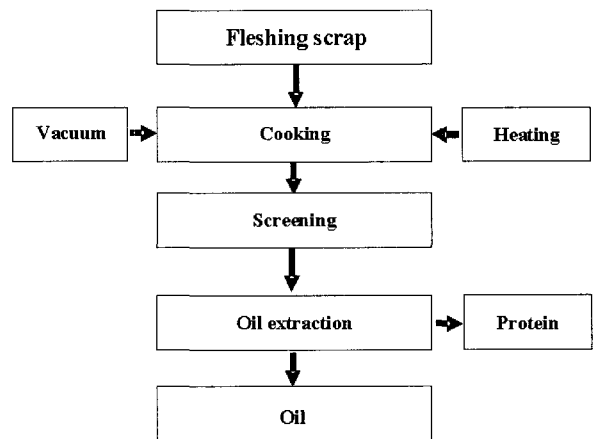 Fleshing scrap
Vacuum
Cooking
Heating
Screening
Oil extraction
Protein
Oil